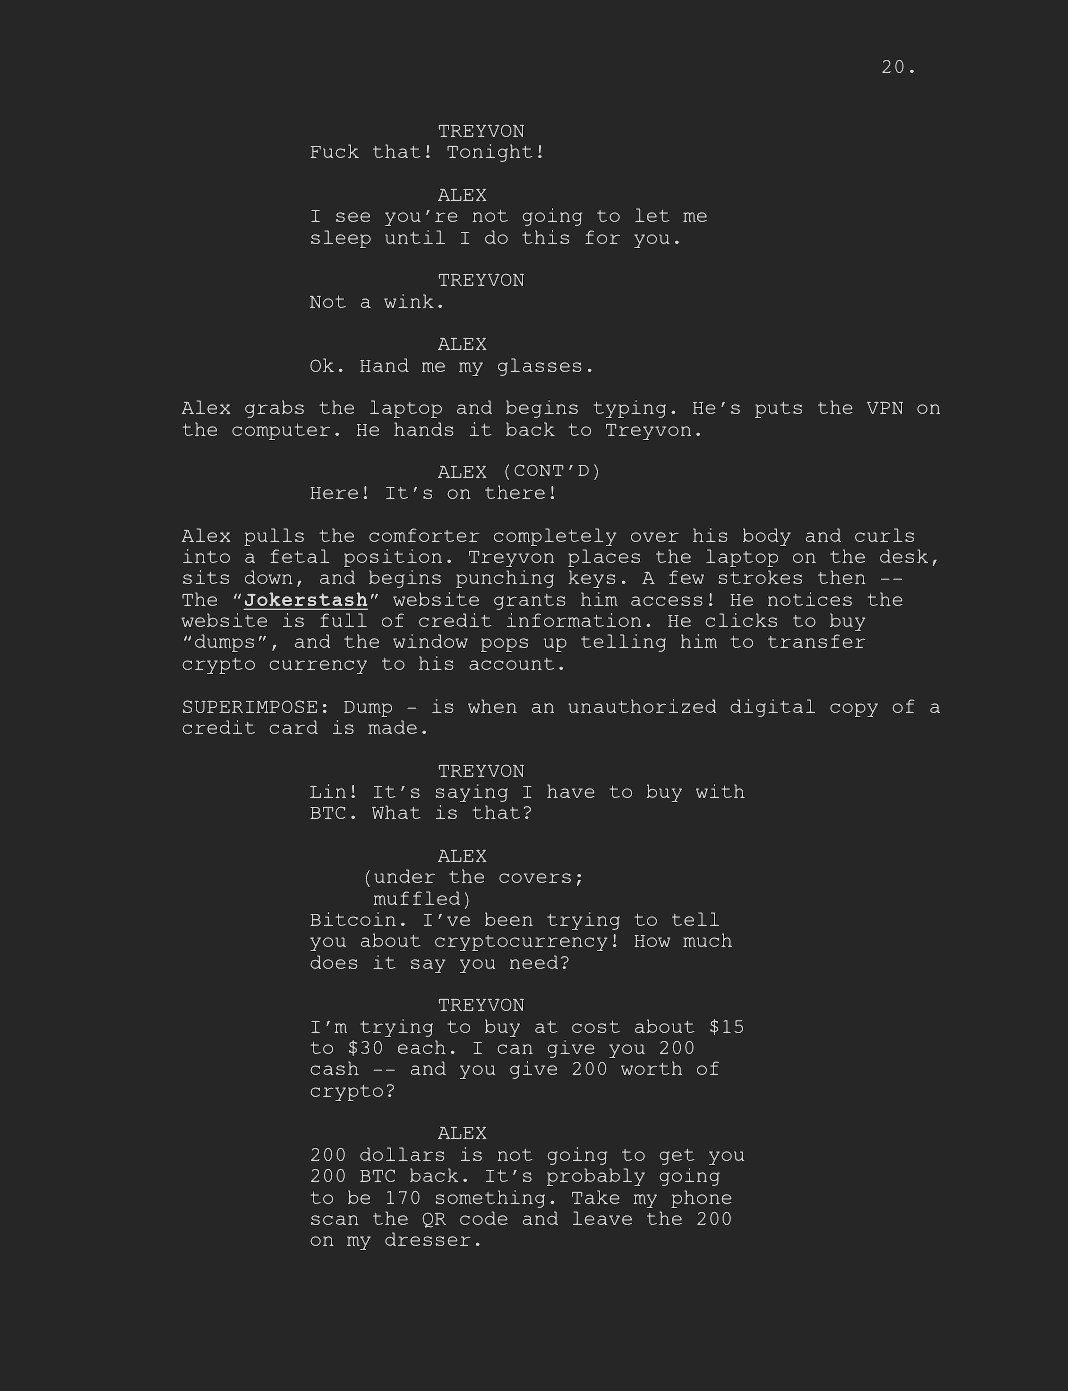 20.
TREYVON
Fuck that! Tonight!
ALEX
I see you’re not going to let me
sleep until I do this for you.
TREYVON
Not a wink.
ALEX
Ok. Hand me my glasses.
Alex grabs the laptop and begins typing. He’s puts the VPN on
the computer. He hands it back to Treyvon.
ALEX (CONT’D)
Here! It’s on there!
Alex pulls the comforter completely over his body and curls
into a fetal position. Treyvon places the laptop on the desk,
sits down, and begins punching keys. A few strokes then --
The “Jokerstash” website grants him access! He notices the
website is full of credit information. He clicks to buy
“dumps”, and the window pops up telling him to transfer
crypto currency to his account.
SUPERIMPOSE: Dump - is when an unauthorized digital copy of a
credit card is made.
TREYVON
Lin! It’s saying I have to buy with
BTC. What is that?
ALEX
(under the covers;
muffled)
Bitcoin. I’ve been trying to tell
you about cryptocurrency! How much
does it say you need?
TREYVON
I’m trying to buy at cost about $15
to $30 each. I can give you 200
cash -- and you give 200 worth of
crypto?
ALEX
200 dollars is not going to get you
200 BTC back. It’s probably going
to be 170 something. Take my phone
scan the QR code and leave the 200
on my dresser.